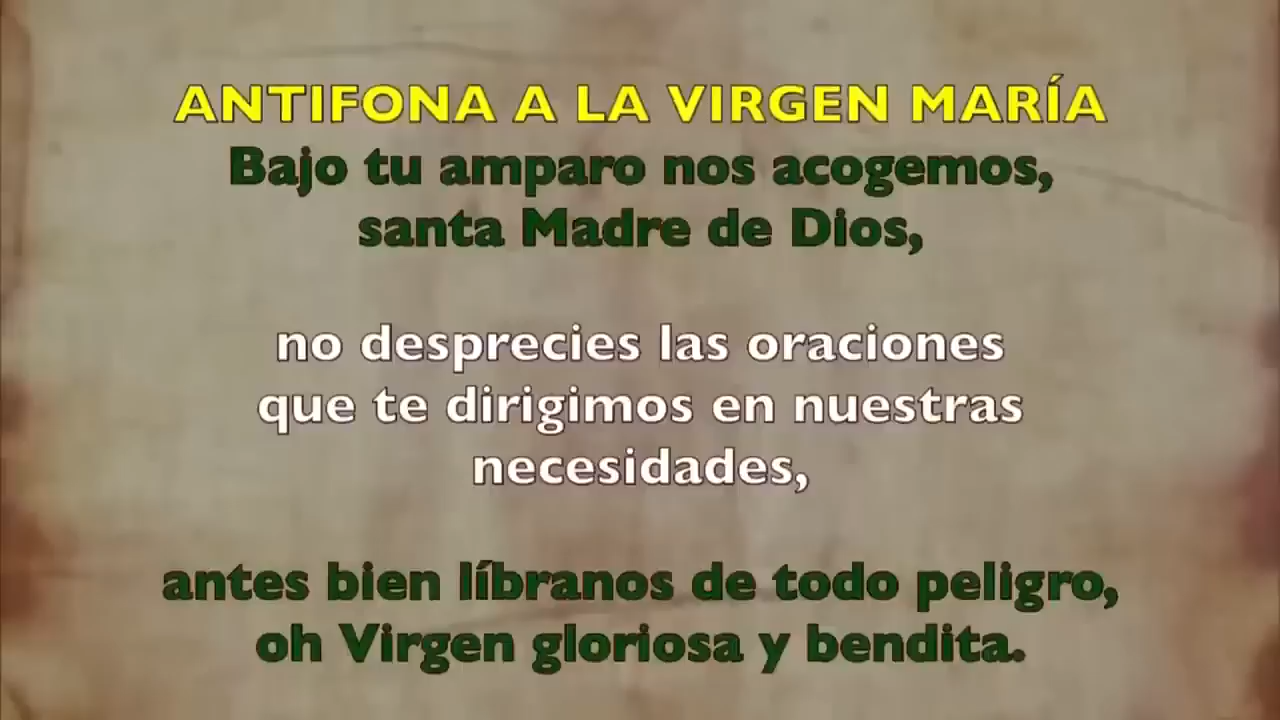 ANTIFONA A LA VIRGEN MARÍA
Bajo tu amparo nos acogemos,
santa Madre de Dios,
no desprecies las oraciones
que te dirigimos en nuestras
necesidades,
antes bien líbranos de todo peligro,
oh Virgen gloriosa y bendita.